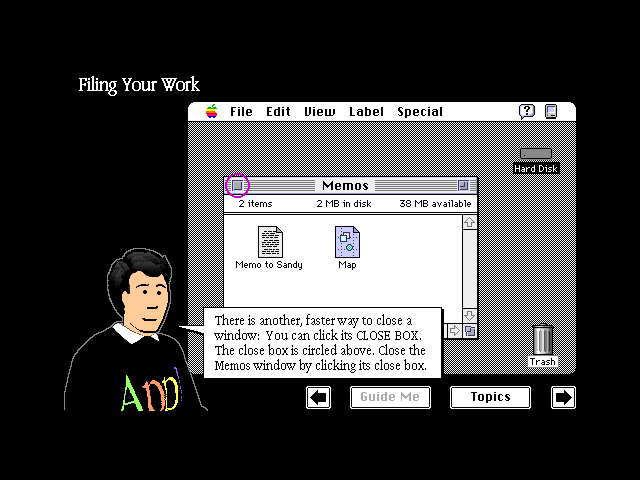 Filing Your Work
File Edit View Label Special
Hard Disk
Memos
2 items 2 MB in disk 38 MB available
Memo to Sandy Map
There is another, faster way to close a
window: You can click its CLOSE BOX.
The close box is circled above. Close the
Memos window by clicking its close box.
Trash
App
Guide Me Topics